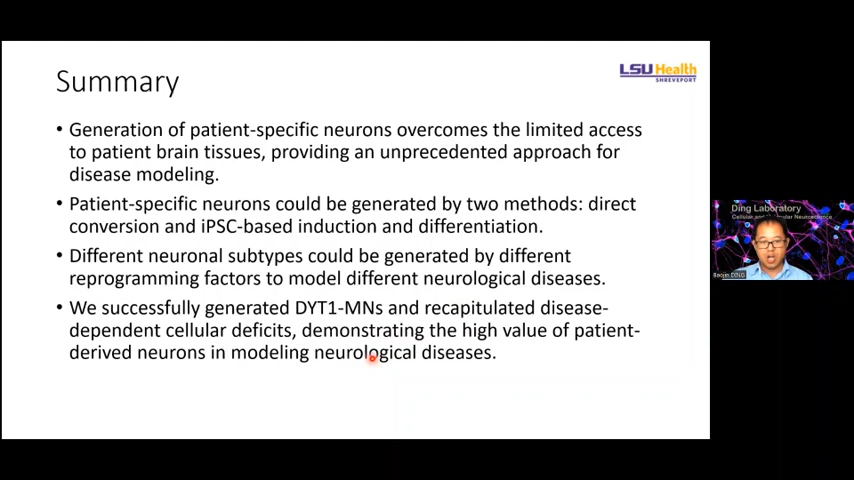 Summary
LSU Health
SHREVEPORT
• Generation of patient-specific neurons overcomes the limited access
to patient brain tissues, providing an unprecedented approach for
disease modeling.
• Patient-specific neurons could be generated by two methods: direct
conversion and iPSC-based induction and differentiation.
• Different neuronal subtypes could be generated by different
reprogramming factors to model different neurological diseases.
• We successfully generated DYT1-MNs and recapitulated disease-
dependent cellular deficits, demonstrating the high value of patient-
derived neurons in modeling neurological diseases.
Ding Laboratory
Cellular and Molecular Neuroscience
Baojin DING